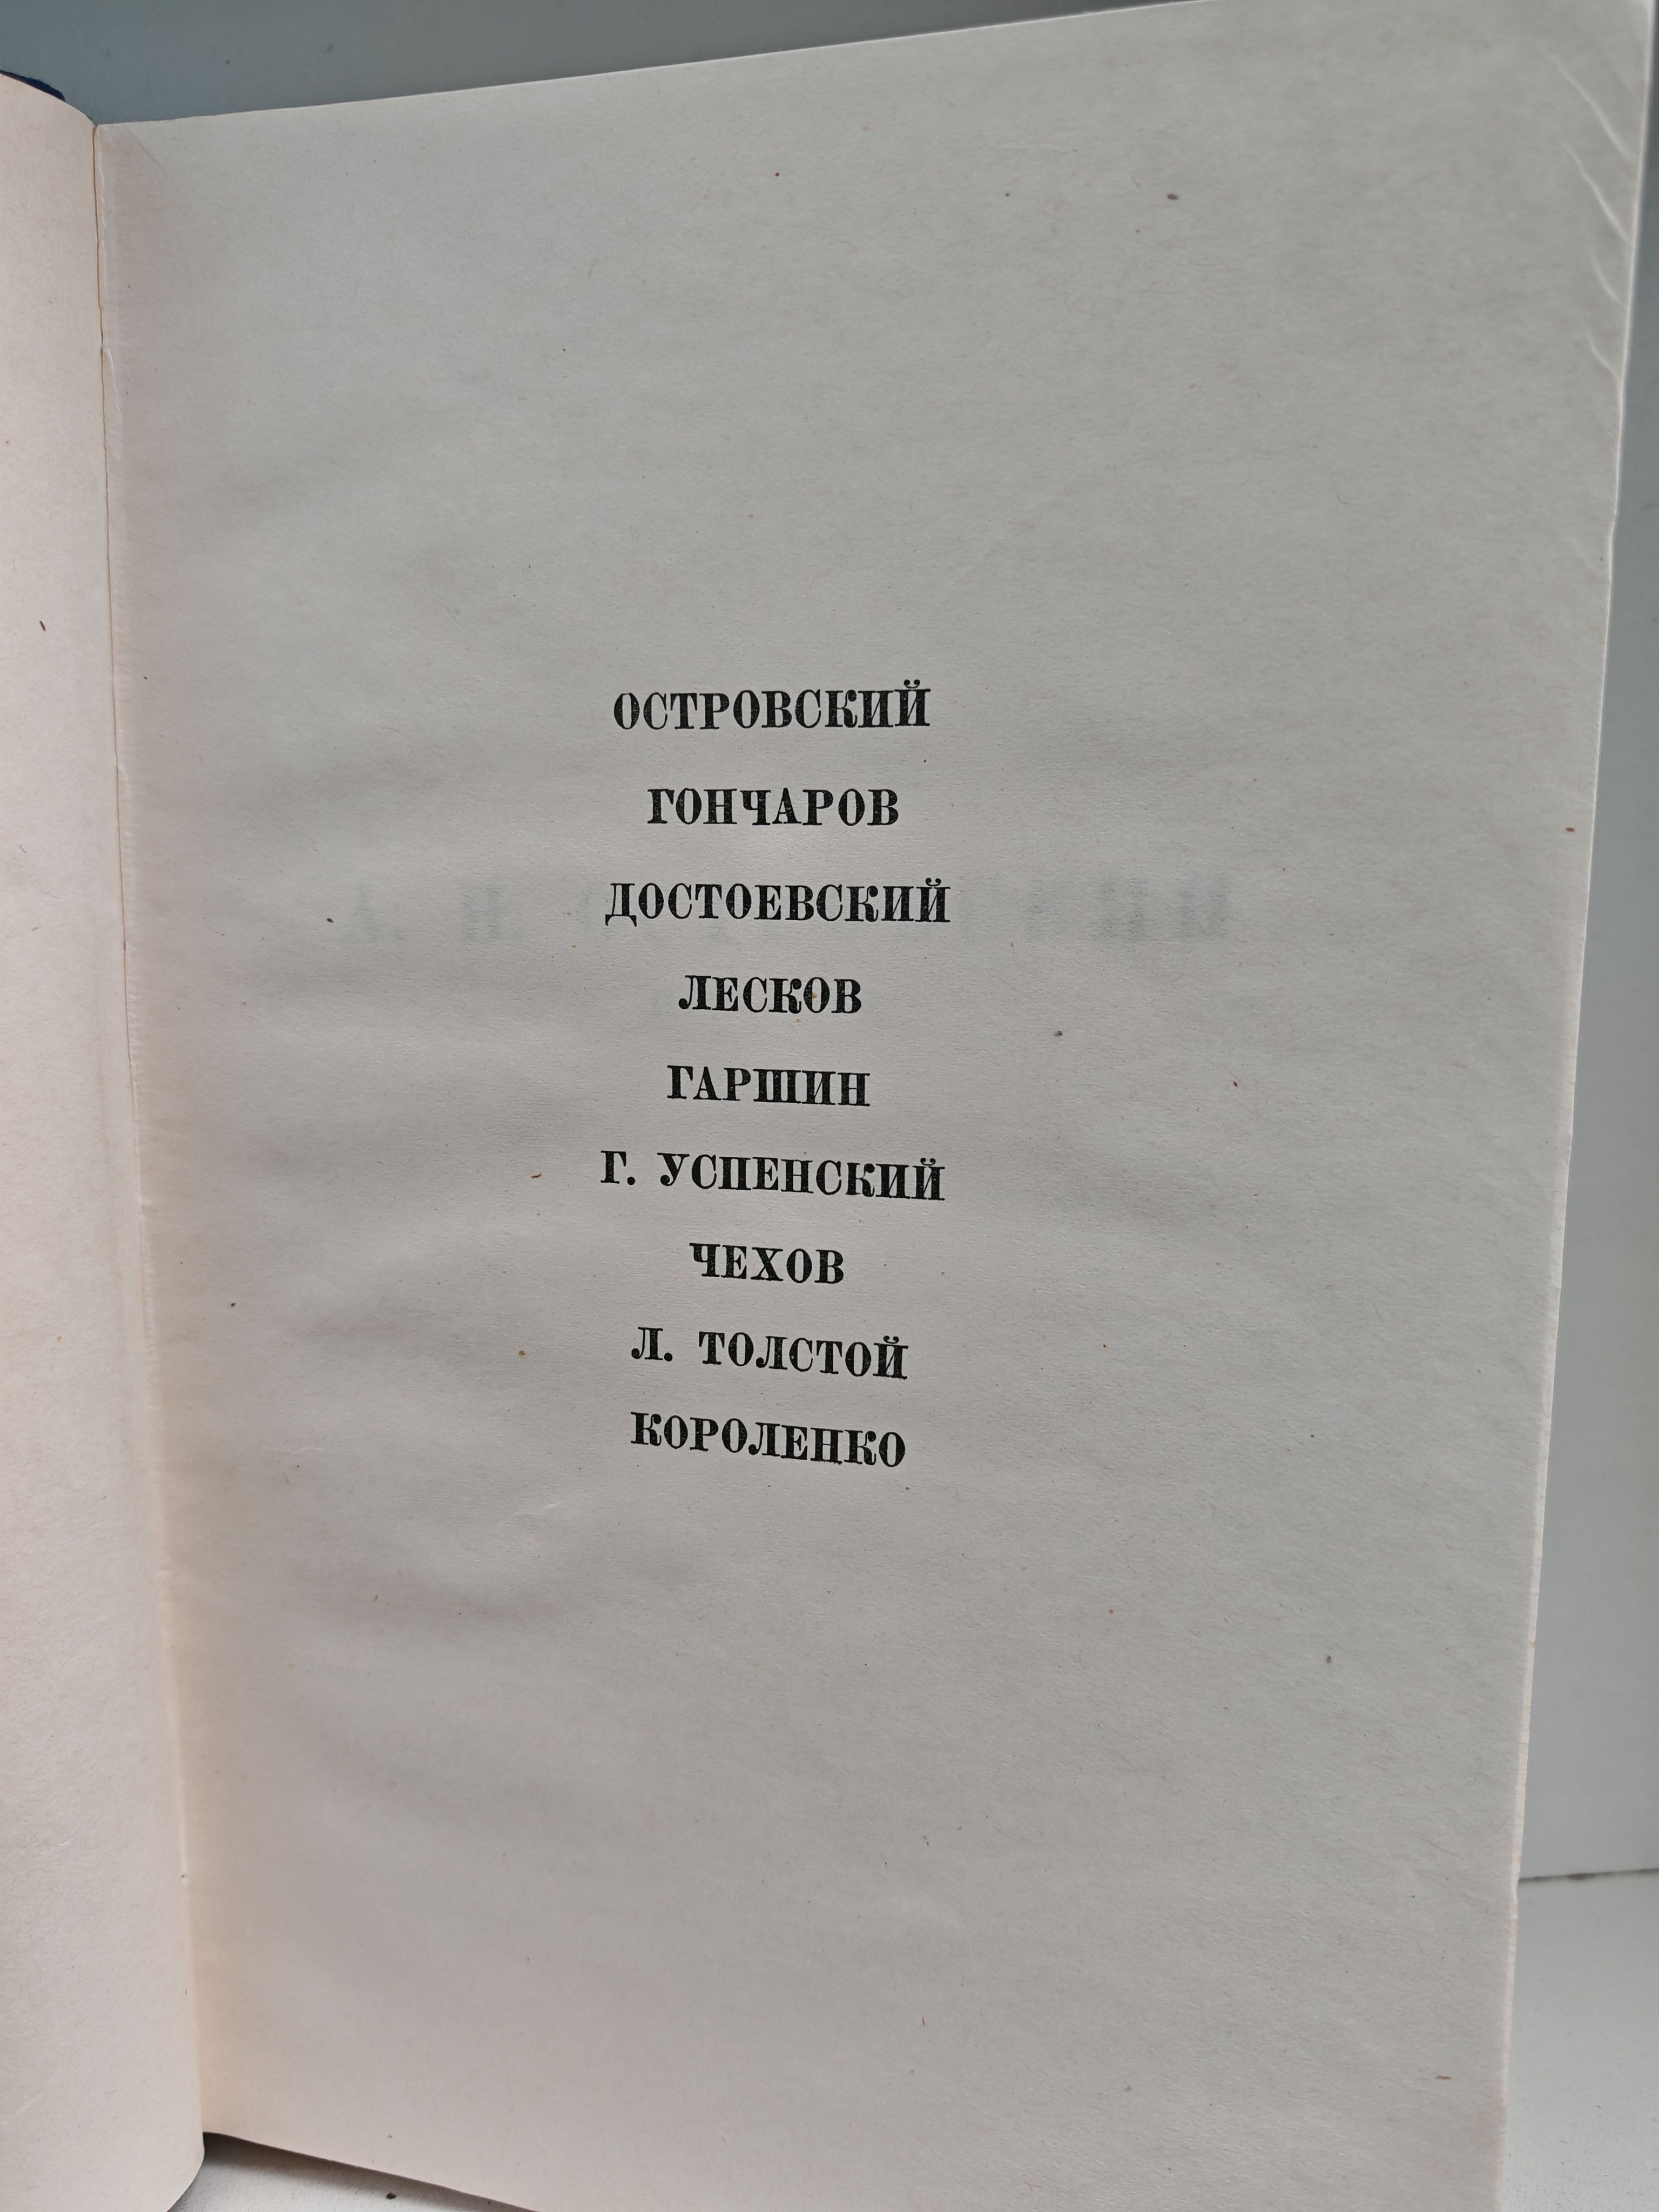 ОСТРОВСКИЙ
ГОНЧАРОВ
ДОСТОЕВСКИЙ
ЛЕСКОВ
ГАРШИН
Г. УСПЕНСКИЙ
ЧЕХОВ
Л. ТОЛСТОЙ
КОРОЛЕНКО